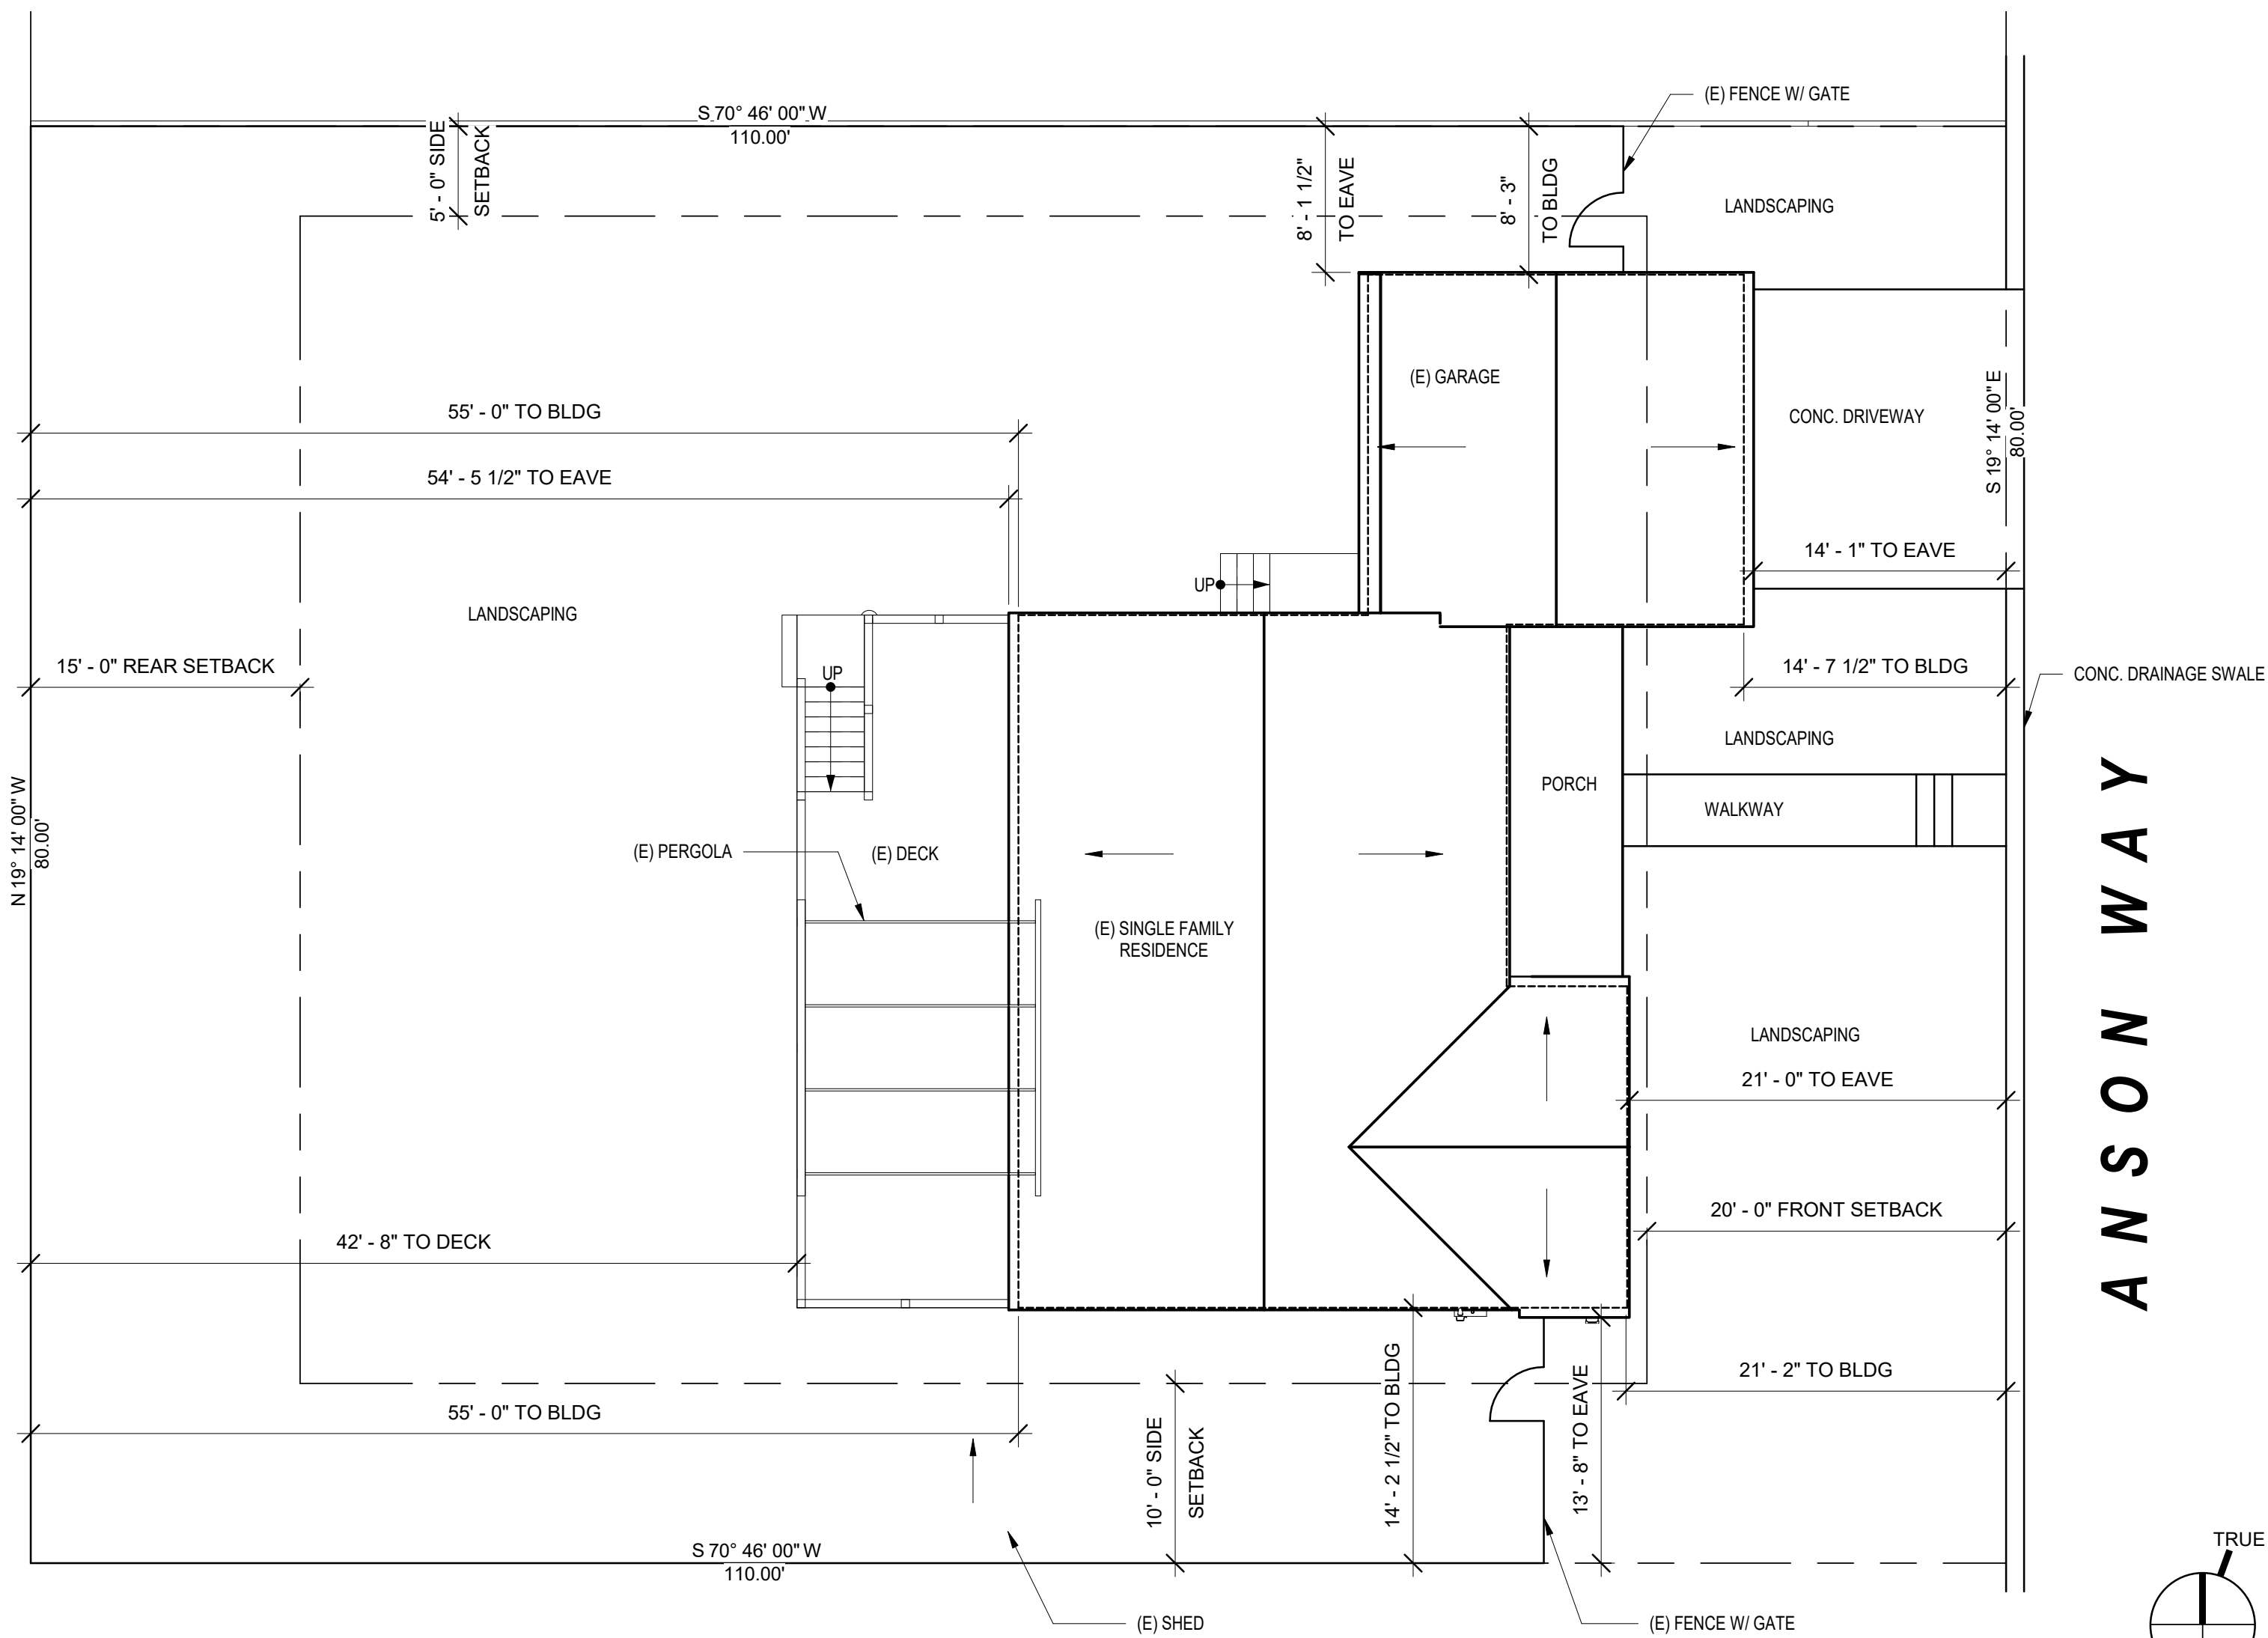 (E) FENCE W/ GATE
S 70° 46' 00" W
110.00'
5' - 0" SIDE
SETBACK
8' - 1 1/2"
TO EAVE
8' - 3"
TO BLDG
LANDSCAPING
(E) GARAGE
55' - 0" TO BLDG
CONC. DRIVEWAY
S 19° 14' 00" E
80.00'
54' - 5 1/2" TO EAVE
14' - 1" TO EAVE
UP
LANDSCAPING
15' - 0" REAR SETBACK
UP
14' - 7 1/2" TO BLDG
CONC. DRAINAGE SWALE
LANDSCAPING
PORCH
WALKWAY
N 19° 14' 00" W
80.00'
(E) PERGOLA
(E) DECK
ANSON WAY
(E) SINGLE FAMILY
RESIDENCE
LANDSCAPING
21' - 0" TO EAVE
20' - 0" FRONT SETBACK
42' - 8" TO DECK
21' - 2" TO BLDG
55' - 0" TO BLDG
10' - 0" SIDE
SETBACK
14' - 2 1/2" TO BLDG
13' - 8" TO EAVE
S 70° 46' 00" W
110.00'
TRUE
(E) SHED
(E) FENCE W/ GATE